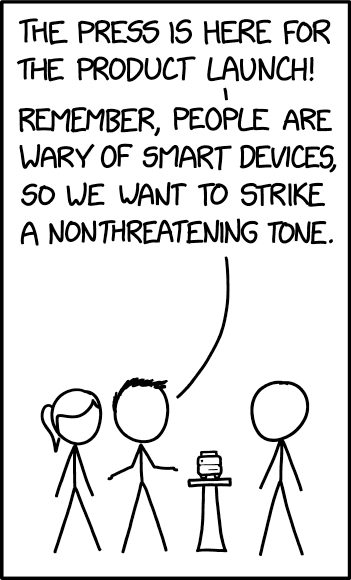 THE PRESS IS HERE FOR
THE PRODUCT LAUNCH!
REMEMBER, PEOPLE ARE
WARY OF SMART DEVICES,
SO WE WANT TO STRIKE
A NONTHREATENING TONE.